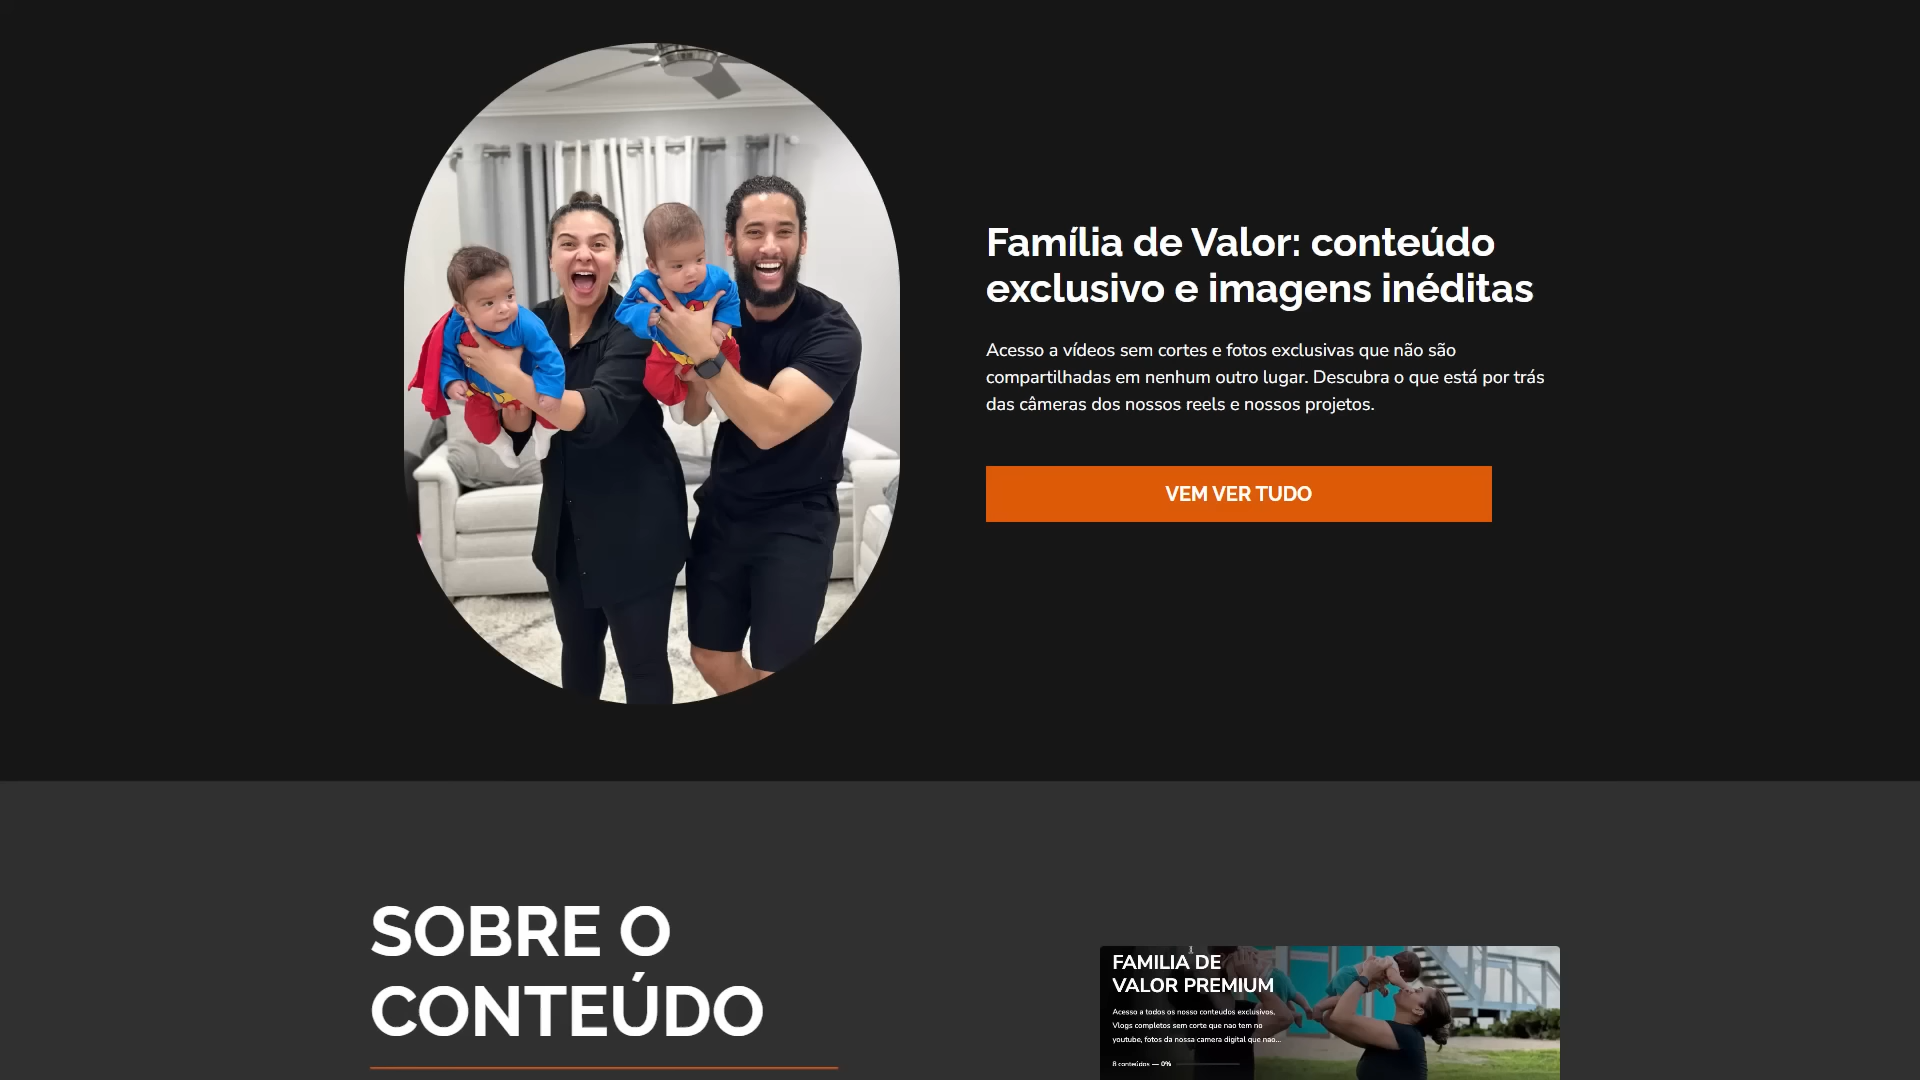 Família de Valor: conteúdo
exclusivo e imagens inéditas
Acesso a vídeos sem cortes e fotos exclusivas que não são
compartilhadas em nenhum outro lugar. Descubra o que está por trás
das câmeras dos nossos reels e nossos projetos.
VEM VER TUDO
SOBRE O
CONTEÚDO
FAMILIA DE
VALOR PREMIUM
Acesso a todos os nosso conteudos exclusivos,
Vlogs completos sem corte que nao tem no
youtube, fotos da nossa camera digital que nao...
8 conteúdos — 0%